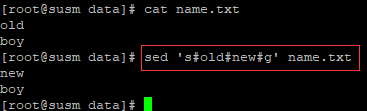 [root@susm data]# cat name.txt
old
boy
[root@susm data]# sed 's#old#new#g' name.txt
new
boy
[root@susm data]#